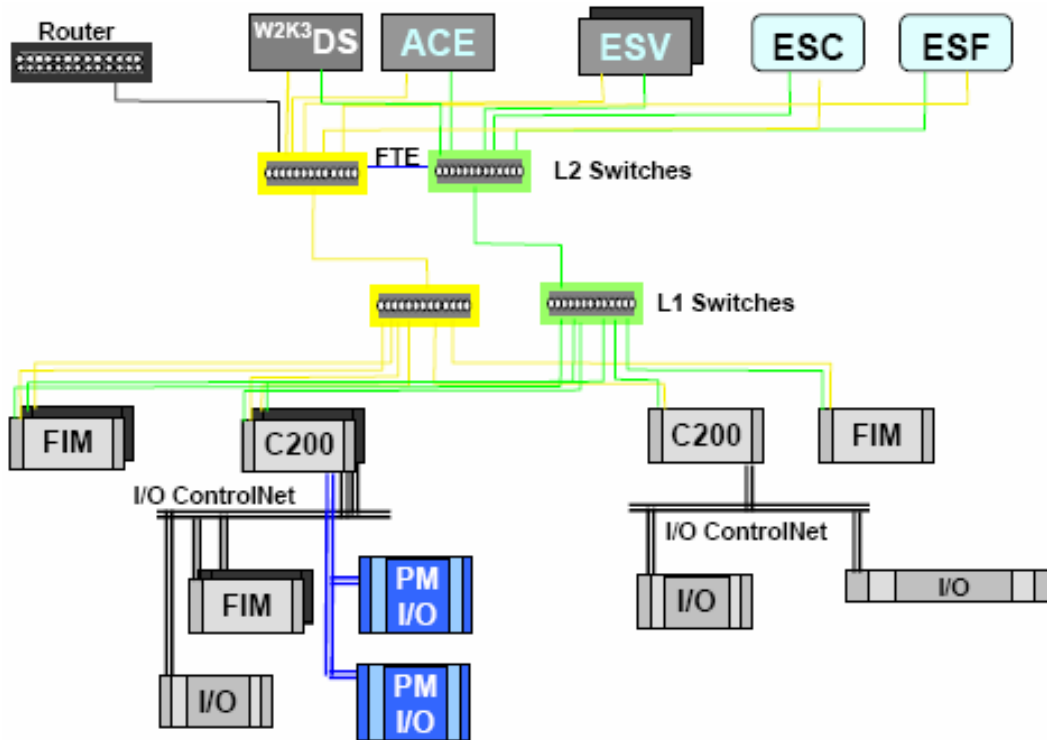 Router
W2K3DS
ACE
ESV
ESC
ESF
FTE
L2 Switches
L1 Switches
FIM
C200
C200
FIM
I/O ControlNet
I/O ControlNet
FIM
PM
I/O
I/O
I/O
I/O
PM
I/O